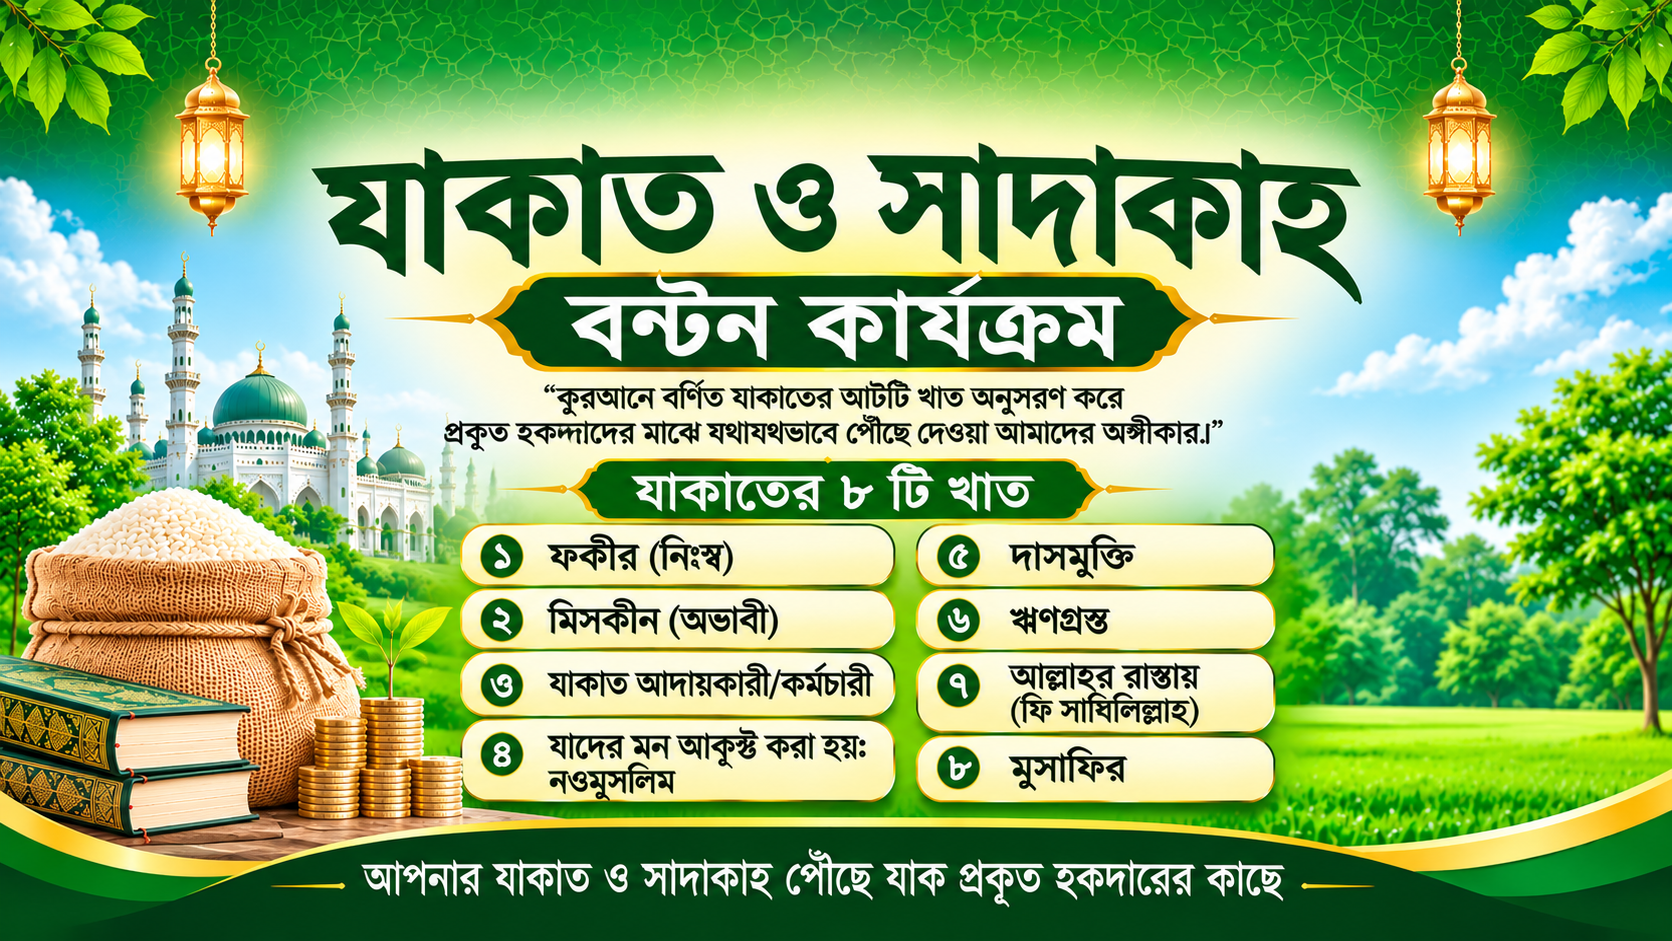 যাকাত ও সাদাকাহ
বন্টন কার্যক্রম
“কুরআনে বর্ণিত যাকাতের আটটি খাত অনুসরণ করে
প্রকৃত হকদ্দাদের মাঝে যথাযথভাবে পৌঁছে দেওয়া আমাদের অঙ্গীকার.।”
যাকাতের ৮ টি খাত
১ ফকীর (নিঃস্ব)
২ মিসকীন (অভাবী)
৩ যাকাত আদায়কারী/কর্মচারী
৪ যাদের মন আকৃস্ট করা হয়:
নওমুসলিম
৫ দাসমুক্তি
৬ ঋণগ্রস্ত
৭ আল্লাহর রাস্তায়
(ফি সাধিলিল্লাহ)
৮ মুসাফির
আপনার যাকাত ও সাদাকাহ পৌঁছে যাক প্রকৃত হকদারের কাছে